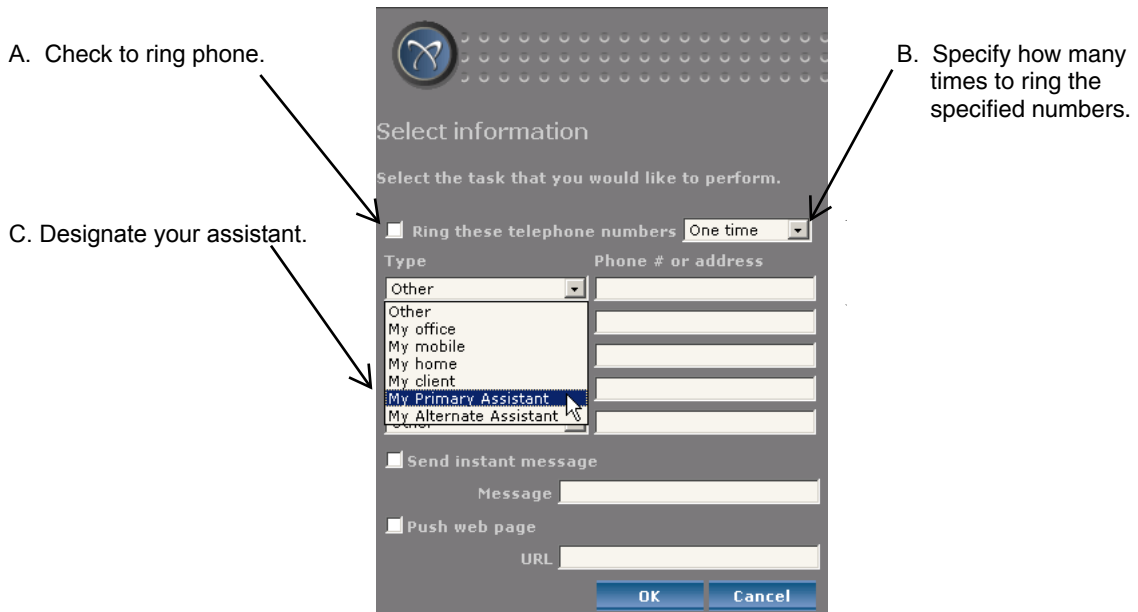 A. Check to ring phone.
B. Specify how many
times to ring the
specified numbers.
C. Designate your assistant.
Select information
Select the task that you would like to perform.
Ring these telephone numbers One time
Type Phone # or address
Other
Other
My office
My mobile
My home
My client
My Primary Assistant
My Alternate Assistant
Other
Send instant message
Message
Push web page
URL
OK Cancel